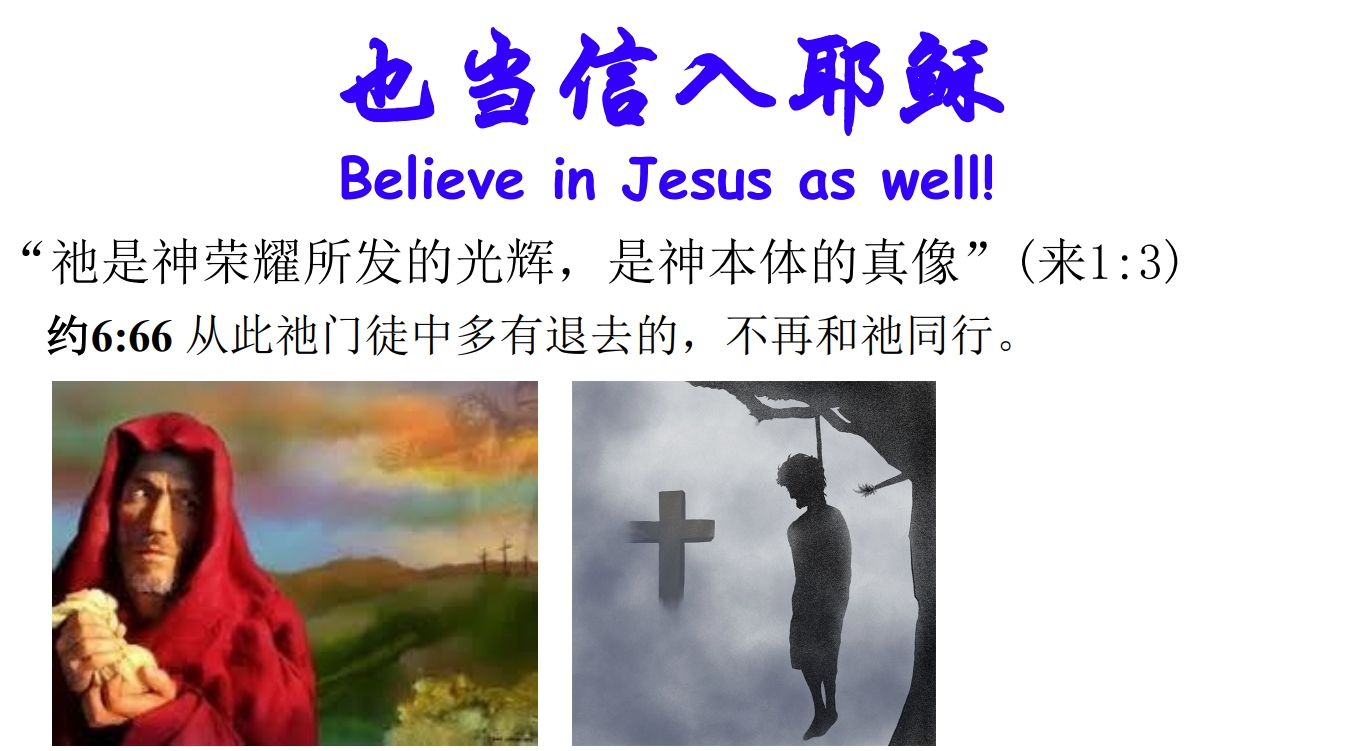 也当信入耶稣
Believe in Jesus as well!
“祂是神荣耀所发的光辉，是神本体的真像”(来1:3)
约6:66 从此祂门徒中多有退去的，不再和祂同行。